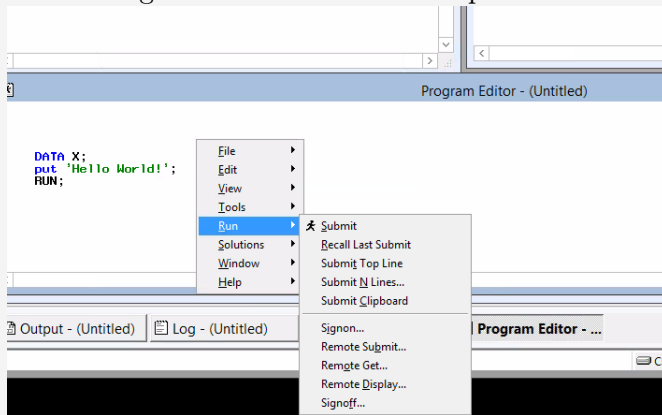 Program Editor - (Untitled)
DATA X;
put 'Hello World!';
RUN;
File
Edit
View
Tools
Run
Solutions
Window
Help
Submit
Recall Last Submit
Submit Top Line
Submit N Lines...
Submit Clipboard
Signon...
Remote Submit...
Remote Get...
Remote Display...
Signoff...
Output - (Untitled)
Log - (Untitled)
Program Editor - ...